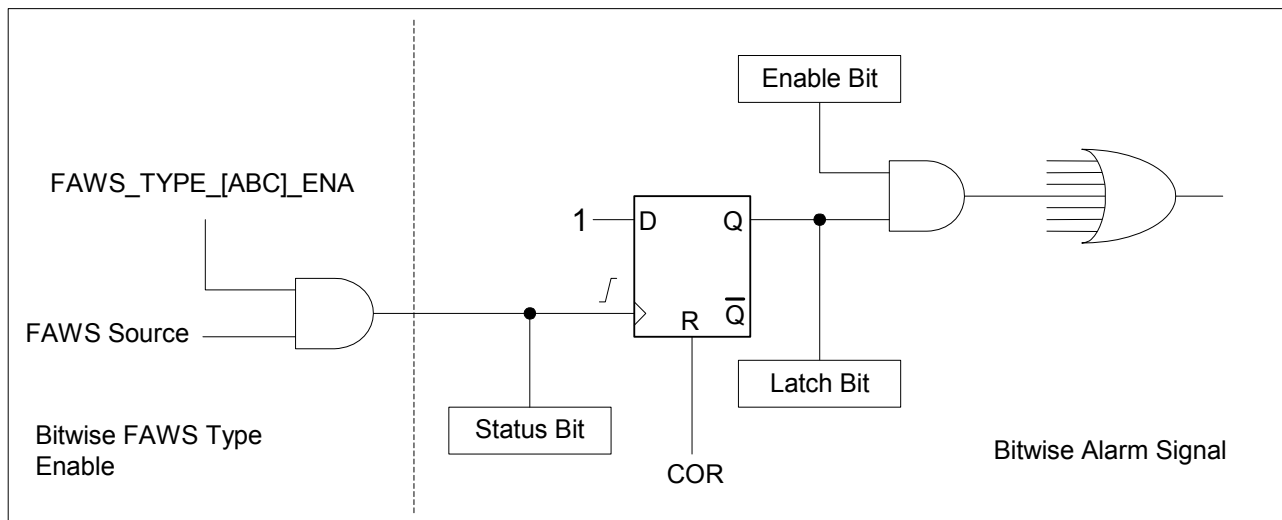 Enable Bit
FAWS_TYPE_[ABC]_ENA
1
D
Q
FAWS Source
R
Q̅
Latch Bit
Status Bit
Bitwise FAWS Type
Enable
COR
Bitwise Alarm Signal